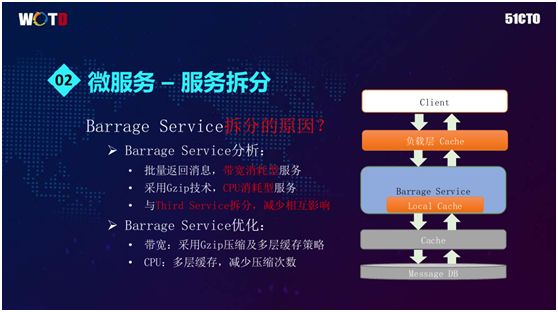 WOTD
51CTO
02
微服务 – 服务拆分
Barrage Service拆分的原因？
➢ Barrage Service分析：
• 批量返回消息，带宽消耗型服务
• 采用Gzip技术，CPU消耗型服务
• 与Third Service拆分，减少相互影响
➢ Barrage Service优化：
• 带宽：采用Gzip压缩及多层缓存策略
• CPU：多层缓存，减少压缩次数
Client
负载层 Cache
Barrage Service
Local Cache
Cache
Message DB